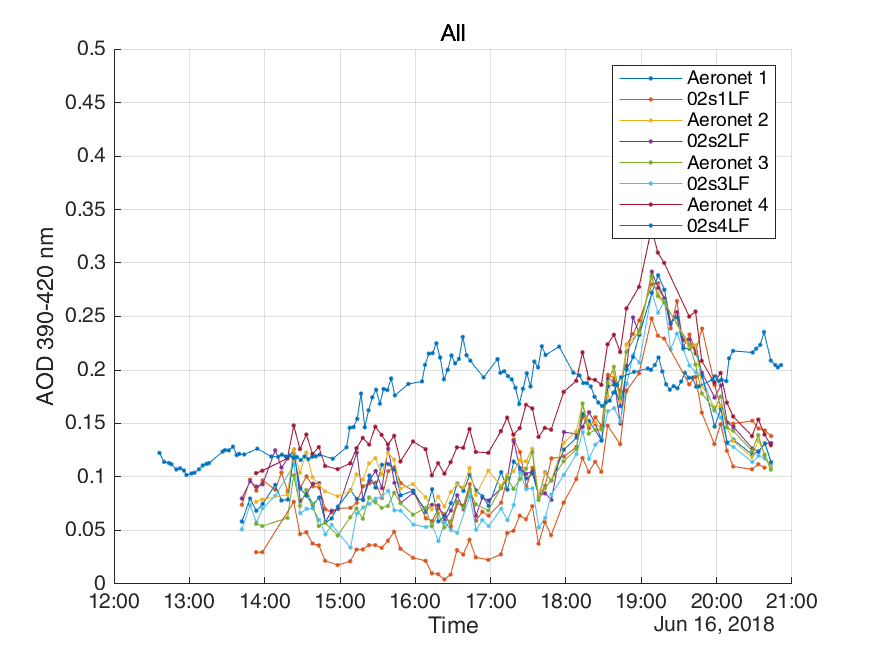 All
0.5
0.45
0.4
0.35
0.3
0.25
0.2
0.15
0.1
0.05
0
AOD 390-420 nm
Aeronet 1
02s1LF
Aeronet 2
02s2LF
Aeronet 3
02s3LF
Aeronet 4
02s4LF
12:00 13:00 14:00 15:00 16:00 17:00 18:00 19:00 20:00 21:00
Time
Jun 16, 2018